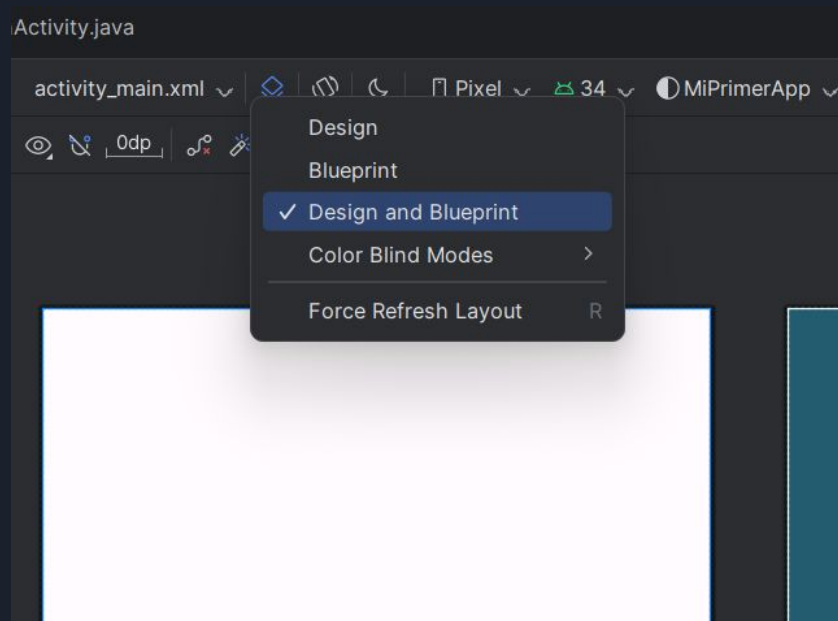 Activity.java
activity_main.xml Pixel 34 MiPrimerApp
0dp
Design
Blueprint
Design and Blueprint
Color Blind Modes
Force Refresh Layout R